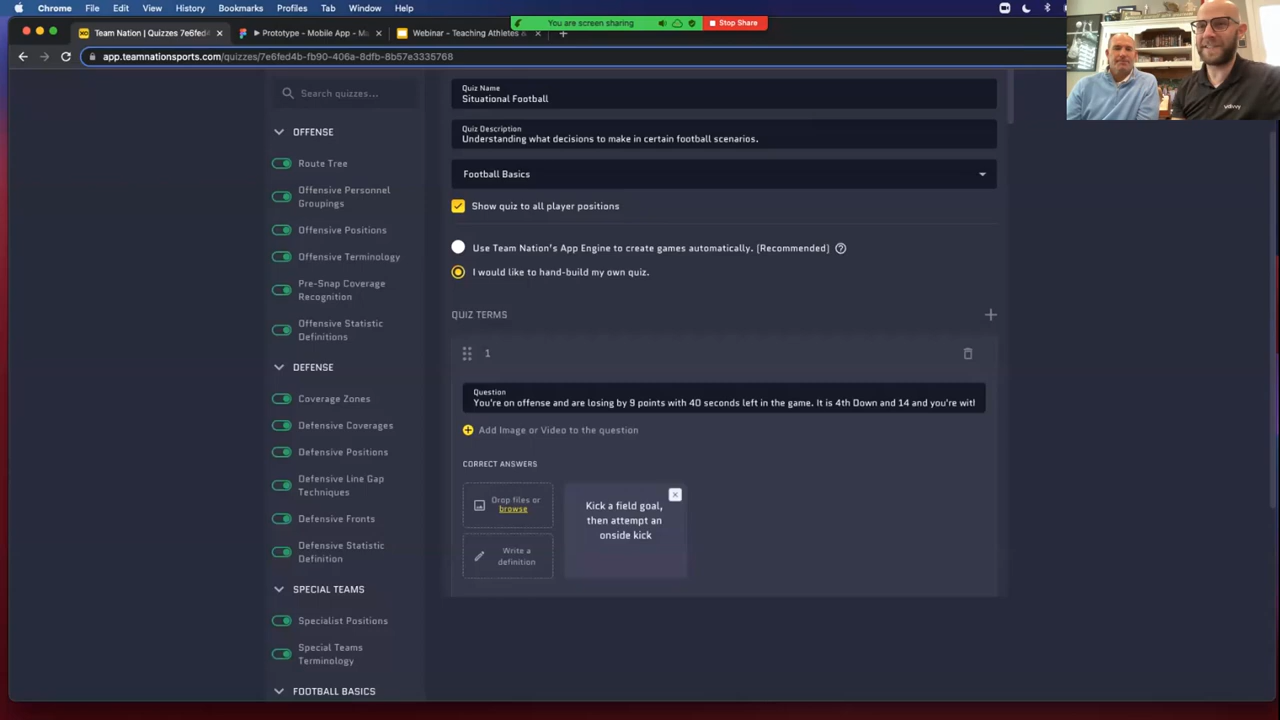 Chrome File Edit View History Bookmarks Profiles Tab Window Help
You are screen sharing Stop Share
Team Nation | Quizzes 7e6fed4
Prototype - Mobile App - M
Webinar - Teaching Athletes &
app.teamnationsports.com/quizzes/7e6fed4b-fb90-406a-8dfb-8b57e3335768
Search quizzes...
OFFENSE
Route Tree
Offensive Personnel
Groupings
Offensive Positions
Offensive Terminology
Pre-Snap Coverage
Recognition
Offensive Statistic
Definitions
DEFENSE
Coverage Zones
Defensive Coverages
Defensive Positions
Defensive Line Gap
Techniques
Defensive Fronts
Defensive Statistic
Definition
SPECIAL TEAMS
Specialist Positions
Special Teams
Terminology
FOOTBALL BASICS
Quiz Name
Situational Football
Quiz Description
Understanding what decisions to make in certain football scenarios.
Football Basics
Show quiz to all player positions
Use Team Nation's App Engine to create games automatically. [Recommended]
I would like to hand-build my own quiz.
QUIZ TERMS
1
Question
You're on offense and are losing by 9 points with 40 seconds left in the game. It is 4th Down and 14 and you're with
Add Image or Video to the question
CORRECT ANSWERS
Drop files or
browse
Write a
definition
Kick a field goal,
then attempt an
onside kick